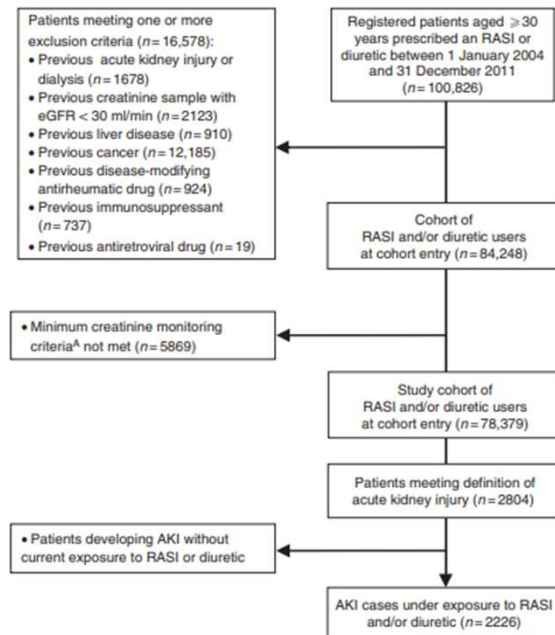 Patients meeting one or more
exclusion criteria (n = 16,578):
• Previous acute kidney injury or
dialysis (n = 1678)
• Previous creatinine sample with
eGFR < 30 ml/min (n = 2123)
• Previous liver disease (n = 910)
• Previous cancer (n = 12,185)
• Previous disease-modifying
antirheumatic drug (n = 924)
• Previous immunosuppressant
(n = 737)
• Previous antiretroviral drug (n = 19)
Registered patients aged ⩾30
years prescribed an RASI or
diuretic between 1 January 2004
and 31 December 2011
(n = 100,826)
Cohort of
RASI and/or diuretic users
at cohort entry (n = 84,248)
• Minimum creatinine monitoring
criteriaᴬ not met (n = 5869)
Study cohort of
RASI and/or diuretic users
at cohort entry (n = 78,379)
Patients meeting definition of
acute kidney injury (n = 2804)
• Patients developing AKI without
current exposure to RASI or diuretic
AKI cases under exposure to RASI
and/or diuretic (n = 2226)